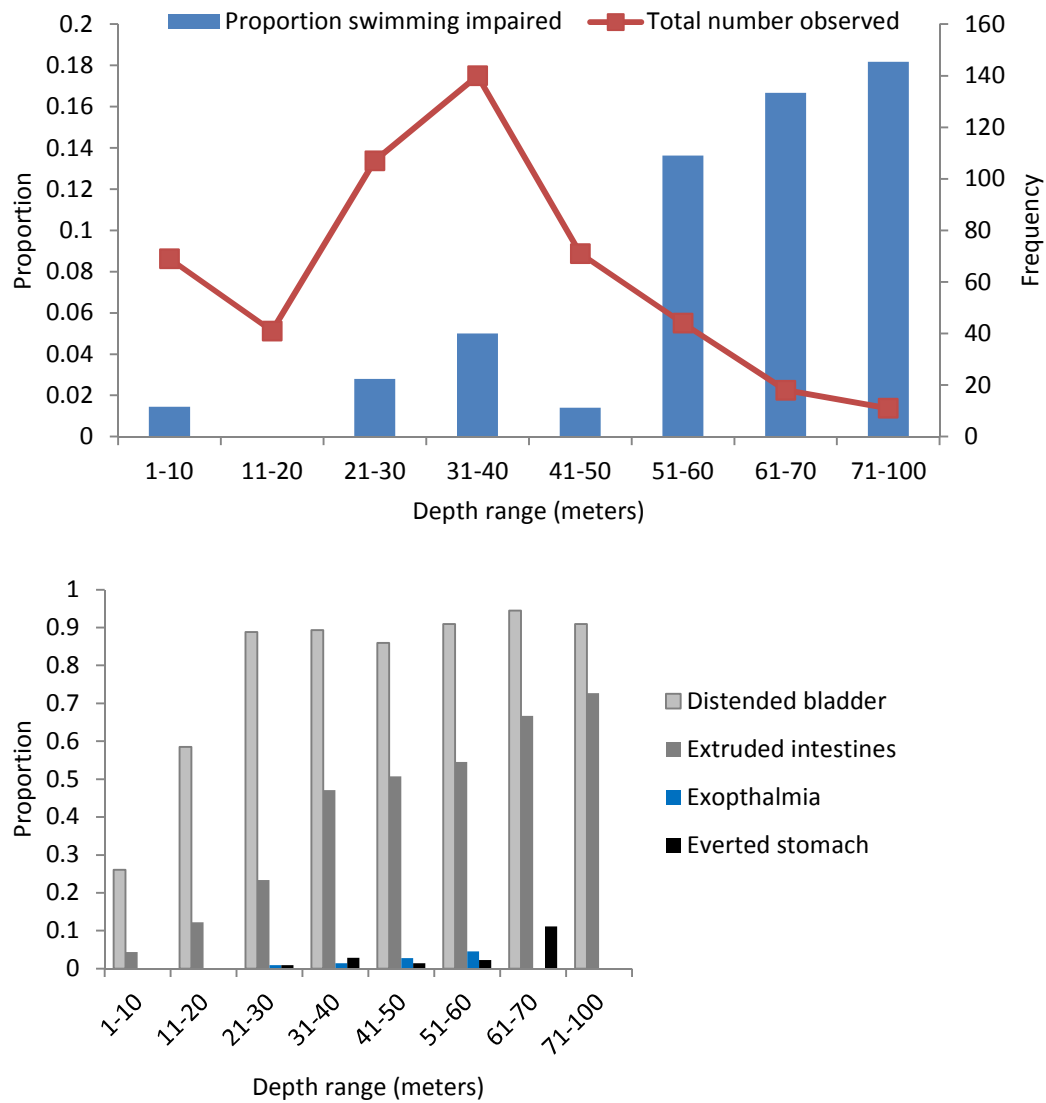 Proportion swimming impaired Total number observed
0.2 160
0.18 140
0.16 120
0.14 100
0.12
0.1 80
0.08 60
0.06 40
0.04 20
0.02
0 0
Proportion
Frequency
1-10 11-20 21-30 31-40 41-50 51-60 61-70 71-100
Depth range (meters)
1
0.9
0.8
0.7
0.6
0.5
0.4
0.3
0.2
0.1
0
Proportion
Distended bladder
Extruded intestines
Exopthalmia
Everted stomach
1-10 11-20 21-30 31-40 41-50 51-60 61-70 71-100
Depth range (meters)